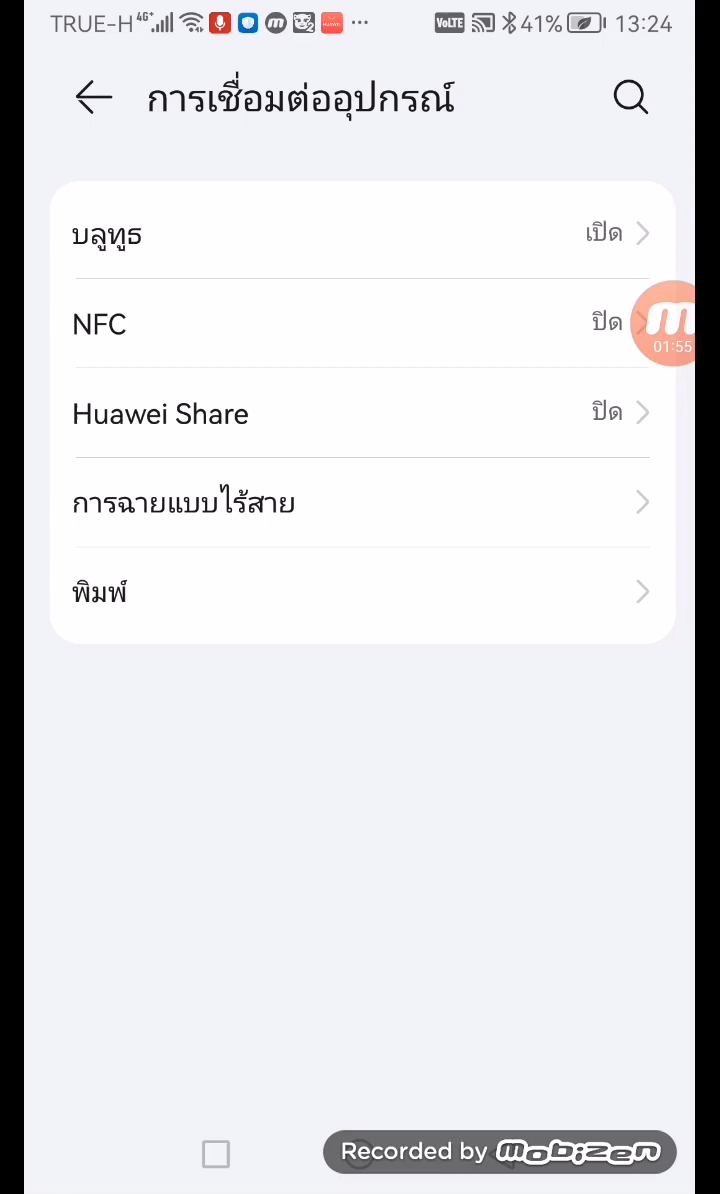 TRUE-H 4G+ VoLTE 41% 13:24
การเชื่อมต่ออุปกรณ์
บลูทูธ เปิด
NFC ปิด
01:55
Huawei Share ปิด
การฉายแบบไร้สาย
พิมพ์
Recorded by mobizen